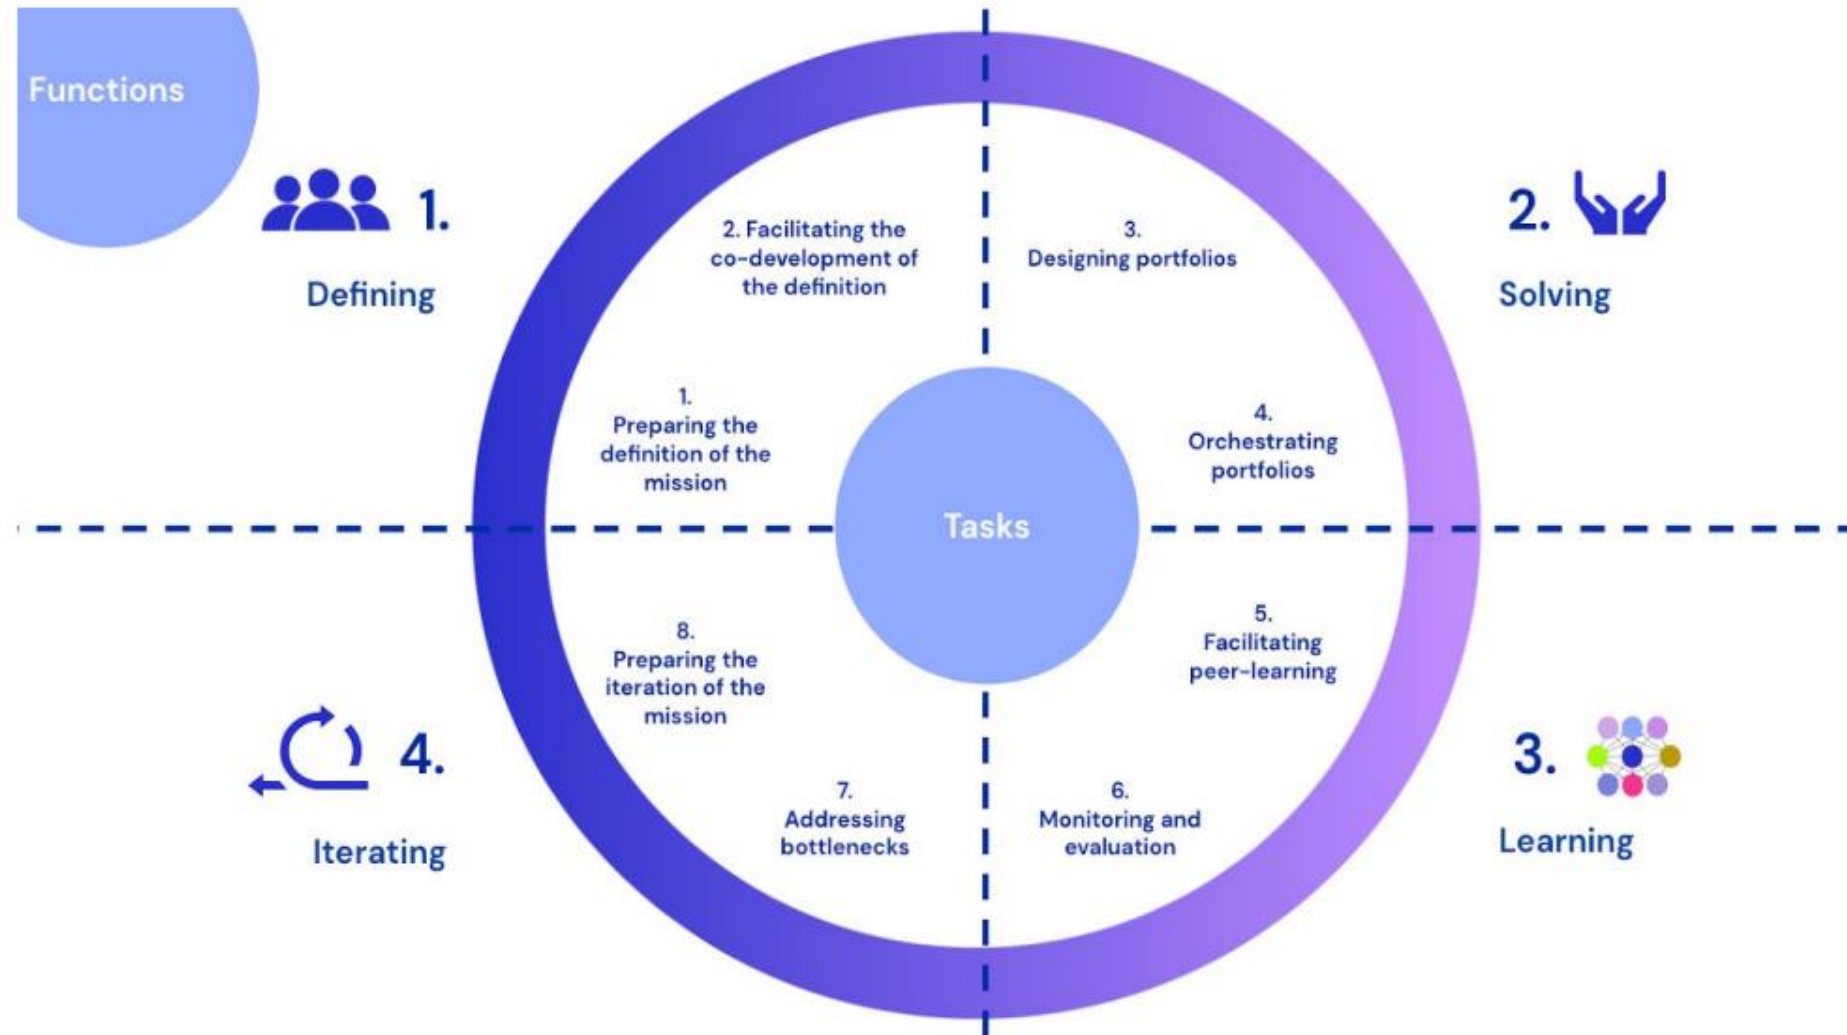 Functions
1.
Defining
2. Facilitating the
co-development of
the definition
1.
Preparing the
definition of the
mission
3.
Designing portfolios
4.
Orchestrating
portfolios
2.
Solving
Tasks
8.
Preparing the
iteration of the
mission
7.
Addressing
bottlenecks
5.
Facilitating
peer-learning
6.
Monitoring and
evaluation
4.
Iterating
3.
Learning